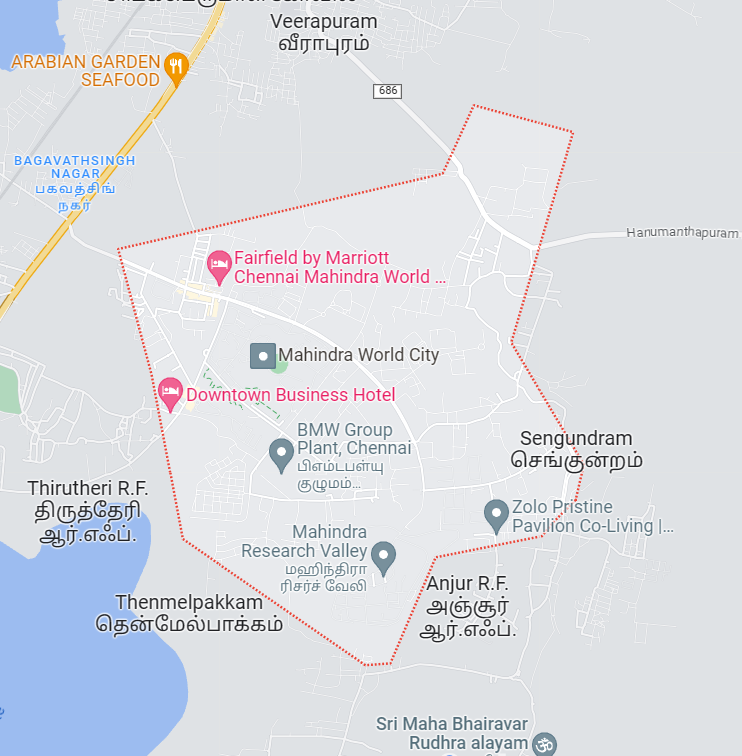 Veerapuram
வீராபுரம்
ARABIAN GARDEN
SEAFOOD
686
BAGAVATHSINGH
NAGAR
பகவத்சிங்
நகர்
Hanumanthapuram
Fairfield by Marriott
Chennai Mahindra World ...
Mahindra World City
Downtown Business Hotel
BMW Group
Plant, Chennai
பிஎம்டபள்யு
குழுமம்...
Sengundram
செங்குன்றம்
Thirutheri R.F.
திருத்தேரி
ஆர்.எஃப்.
Zolo Pristine
Pavilion Co-Living |...
Mahindra
Research Valley
மஹிந்திரா
ரிசர்ச் வேலி
Anjur R.F.
அஞ்சூர்
ஆர்.எஃப்.
Thenmelpakkam
தென்மேல்பாக்கம்
Sri Maha Bhairavar
Rudhra alayam